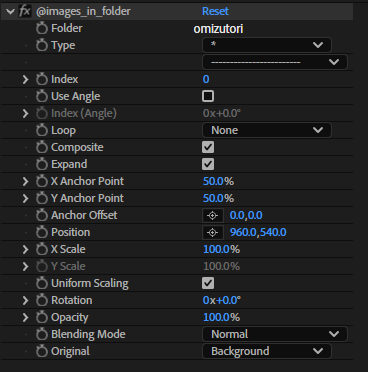 fx @images_in_folder Reset
Folder omizutori
Type *
------------------------
Index 0
Use Angle
Index (Angle) 0x+0.0°
Loop None
Composite
Expand
X Anchor Point 50.0%
Y Anchor Point 50.0%
Anchor Offset 0.0,0.0
Position 960.0,540.0
X Scale 100.0%
Y Scale 100.0%
Uniform Scaling
Rotation 0x+0.0°
Opacity 100.0%
Blending Mode Normal
Original Background